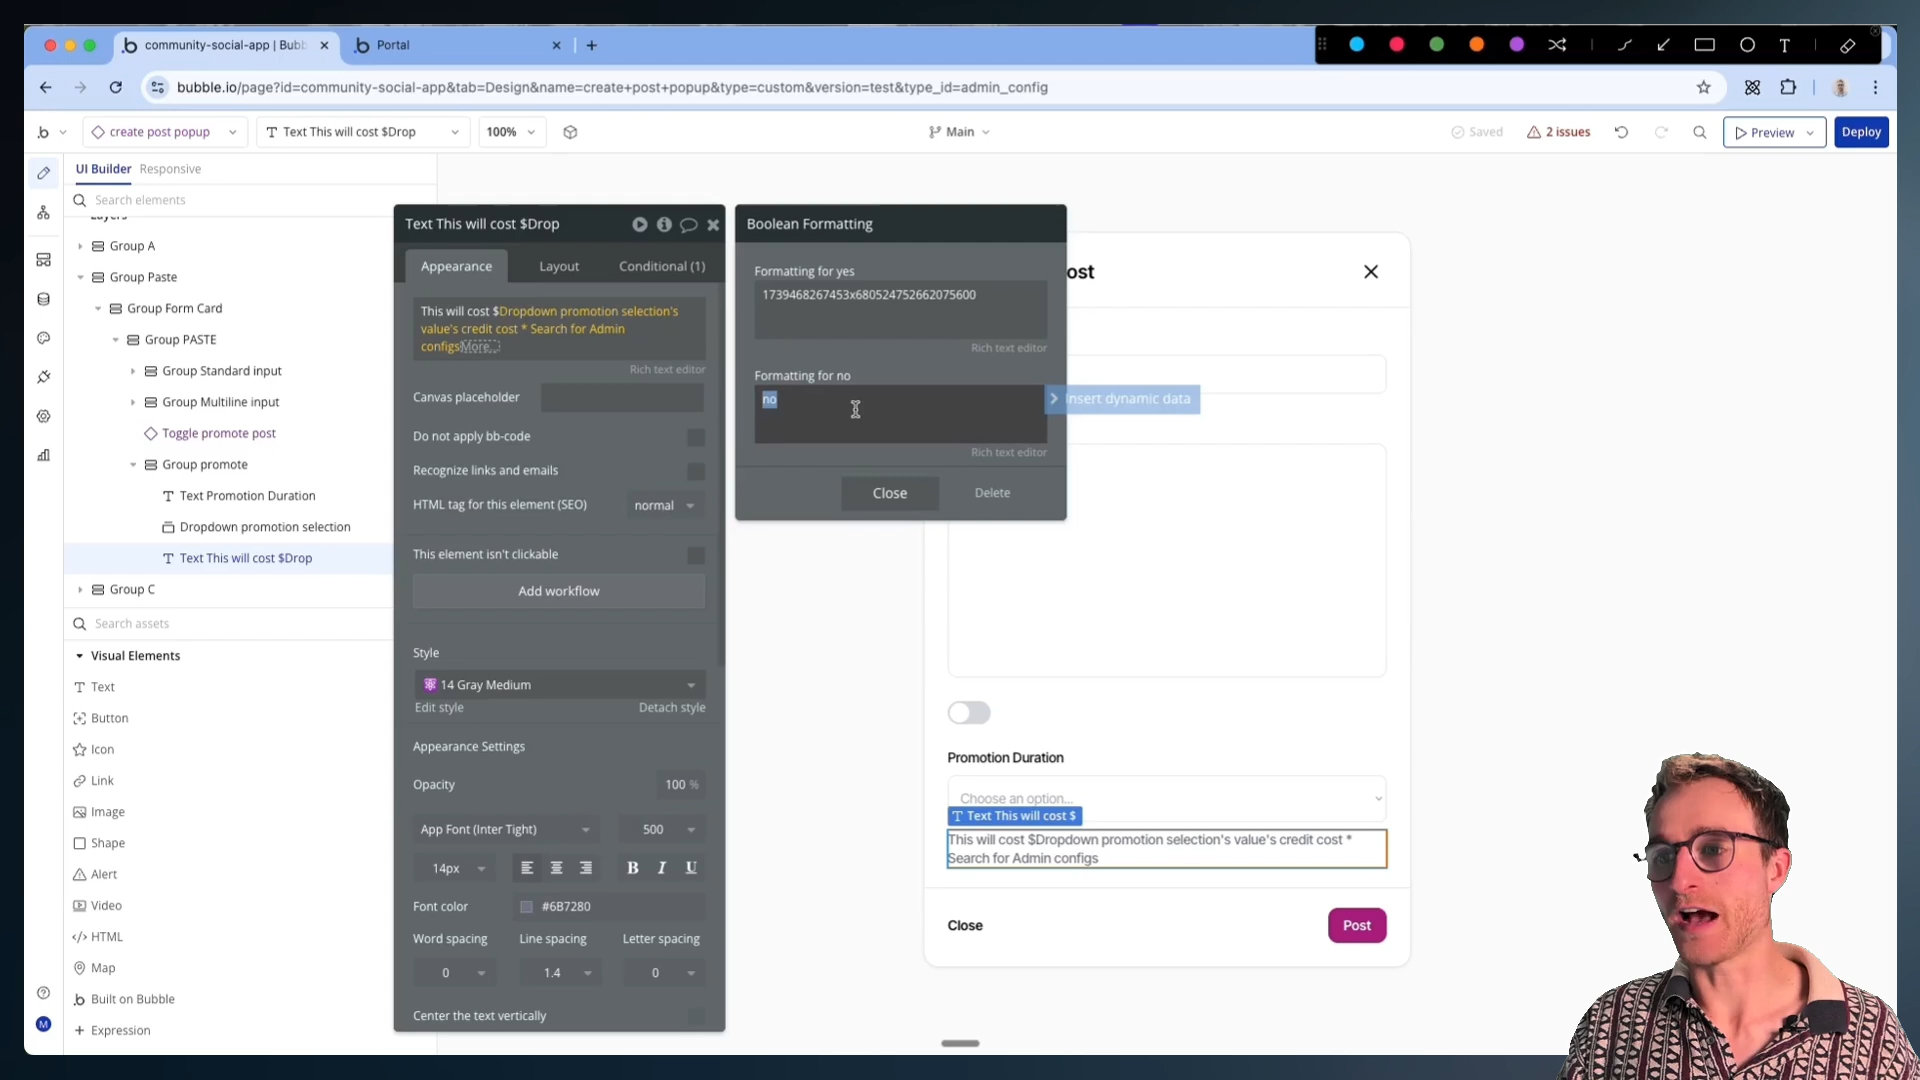 community-social-app | Bubb
Portal
bubble.io/page?id=community-social-app&tab=Design&name=create+post+popup&type=custom&version=test&type_id=admin_config
create post popup
Text This will cost $Drop
100%
Main
Saved
2 issues
Preview
Deploy
UI Builder
Responsive
Search elements
Layers
Group A
Group Paste
Group Form Card
Group PASTE
Group Standard input
Group Multiline input
Toggle promote post
Group promote
Text Promotion Duration
Dropdown promotion selection
Text This will cost $Drop
Group C
Search assets
Visual Elements
Text
Button
Icon
Link
Image
Shape
Alert
Video
HTML
Map
Built on Bubble
Expression
M
Text This will cost $Drop
Appearance
Layout
Conditional (1)
This will cost $Dropdown promotion selection's
value's credit cost * Search for Admin
configsMore...
Rich text editor
Canvas placeholder
Do not apply bb-code
Recognize links and emails
HTML tag for this element (SEO)
normal
This element isn't clickable
Add workflow
Style
14 Gray Medium
Edit style
Detach style
Appearance Settings
Opacity
100 %
App Font (Inter Tight)
500
14px
B I U
Font color
#6B7280
Word spacing
Line spacing
Letter spacing
0
1.4
0
Center the text vertically
Boolean Formatting
Formatting for yes
1739468267453x680524752662075600
Rich text editor
Formatting for no
no
Insert dynamic data
Rich text editor
Close
Delete
ost
Promotion Duration
Choose an option...
Text This will cost $
This will cost $Dropdown promotion selection's value's credit cost *
Search for Admin configs
Close
Post